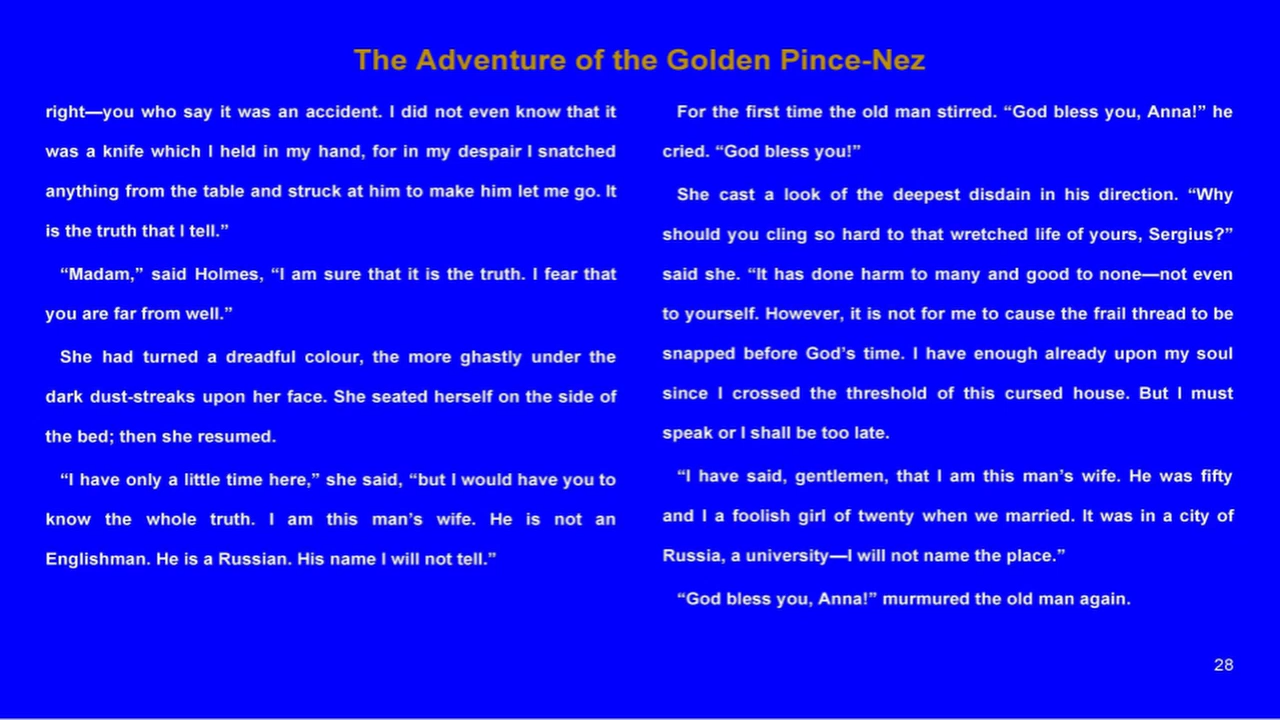 The Adventure of the Golden Pince-Nez
right—you who say it was an accident. I did not even know that it
was a knife which I held in my hand, for in my despair I snatched
anything from the table and struck at him to make him let me go. It
is the truth that I tell.”
“Madam,” said Holmes, “I am sure that it is the truth. I fear that
you are far from well.”
She had turned a dreadful colour, the more ghastly under the
dark dust-streaks upon her face. She seated herself on the side of
the bed; then she resumed.
“I have only a little time here,” she said, “but I would have you to
know the whole truth. I am this man’s wife. He is not an
Englishman. He is a Russian. His name I will not tell.”
For the first time the old man stirred. “God bless you, Anna!” he
cried. “God bless you!”
She cast a look of the deepest disdain in his direction. “Why
should you cling so hard to that wretched life of yours, Sergius?”
said she. “It has done harm to many and good to none—not even
to yourself. However, it is not for me to cause the frail thread to be
snapped before God’s time. I have enough already upon my soul
since I crossed the threshold of this cursed house. But I must
speak or I shall be too late.
“I have said, gentlemen, that I am this man’s wife. He was fifty
and I a foolish girl of twenty when we married. It was in a city of
Russia, a university—I will not name the place.”
“God bless you, Anna!” murmured the old man again.
28